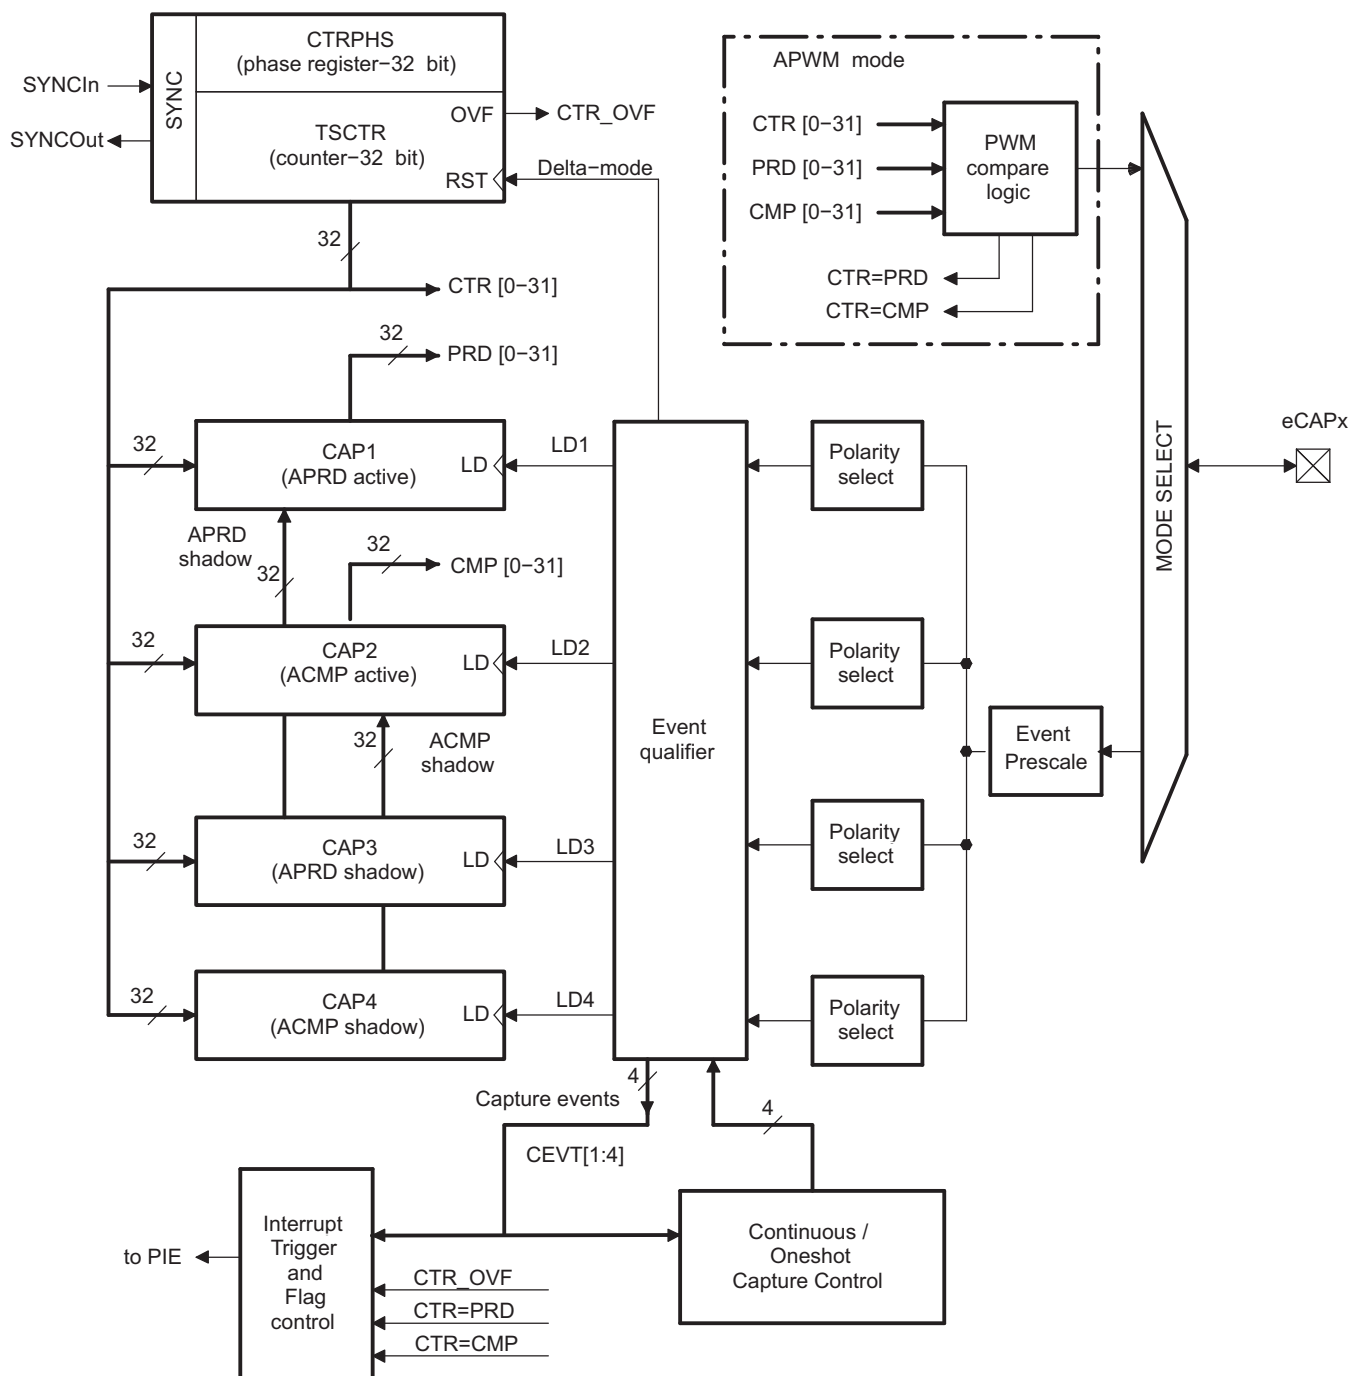 CTRPHS
(phase register−32 bit)
SYNC
SYNCIn
SYNCOut
OVF
CTR_OVF
TSCTR
(counter−32 bit)
RST
Delta−mode
32
CTR [0−31]
32
PRD [0−31]
APWM mode
CTR [0−31]
PRD [0−31]
CMP [0−31]
PWM
compare
logic
CTR=PRD
CTR=CMP
eCAPx
MODE SELECT
32
CAP1
(APRD active)
LD
LD1
Polarity
select
APRD
shadow
32
32
CMP [0−31]
32
CAP2
(ACMP active)
LD
LD2
Polarity
select
32
ACMP
shadow
Event
qualifier
Event
Prescale
32
CAP3
(APRD shadow)
LD
LD3
Polarity
select
32
CAP4
(ACMP shadow)
LD
LD4
Polarity
select
4
Capture events
4
CEVT[1:4]
to PIE
Interrupt
Trigger
and
Flag
control
Continuous /
Oneshot
Capture Control
CTR_OVF
CTR=PRD
CTR=CMP